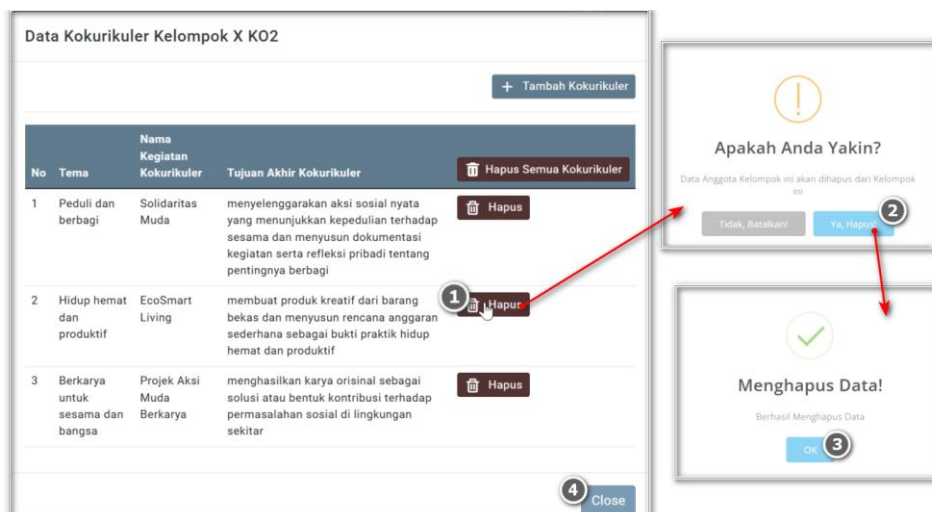 Data Kokurikuler Kelompok X KO2
+ Tambah Kokurikuler
No Tema Nama Kegiatan Kokurikuler Tujuan Akhir Kokurikuler Hapus Semua Kokurikuler
1 Peduli dan Solidaritas menyelenggarakan aksi sosial nyata Hapus
berbagi Muda yang menunjukkan kepedulian terhadap
sesama dan menyusun dokumentasi
kegiatan serta refleksi pribadi tentang
pentingnya berbagi
2 Hidup hemat EcoSmart membuat produk kreatif dari barang 1 Hapus
dan Living bekas dan menyusun rencana anggaran
produktif sederhana sebagai bukti praktik hidup
hemat dan produktif
3 Berkarya Projek Aksi menghasilkan karya orisinal sebagai Hapus
untuk Muda solusi atau bentuk kontribusi terhadap
sesama dan Berkarya permasalahan sosial di lingkungan
bangsa sekitar
4 Close
Apakah Anda Yakin?
Data Anggota Kelompok ini akan dihapus dari Kelompok
ini
Tidak, Batalkan! Ya, Hapus! 2
Menghapus Data!
Berhasil Menghapus Data
OK 3